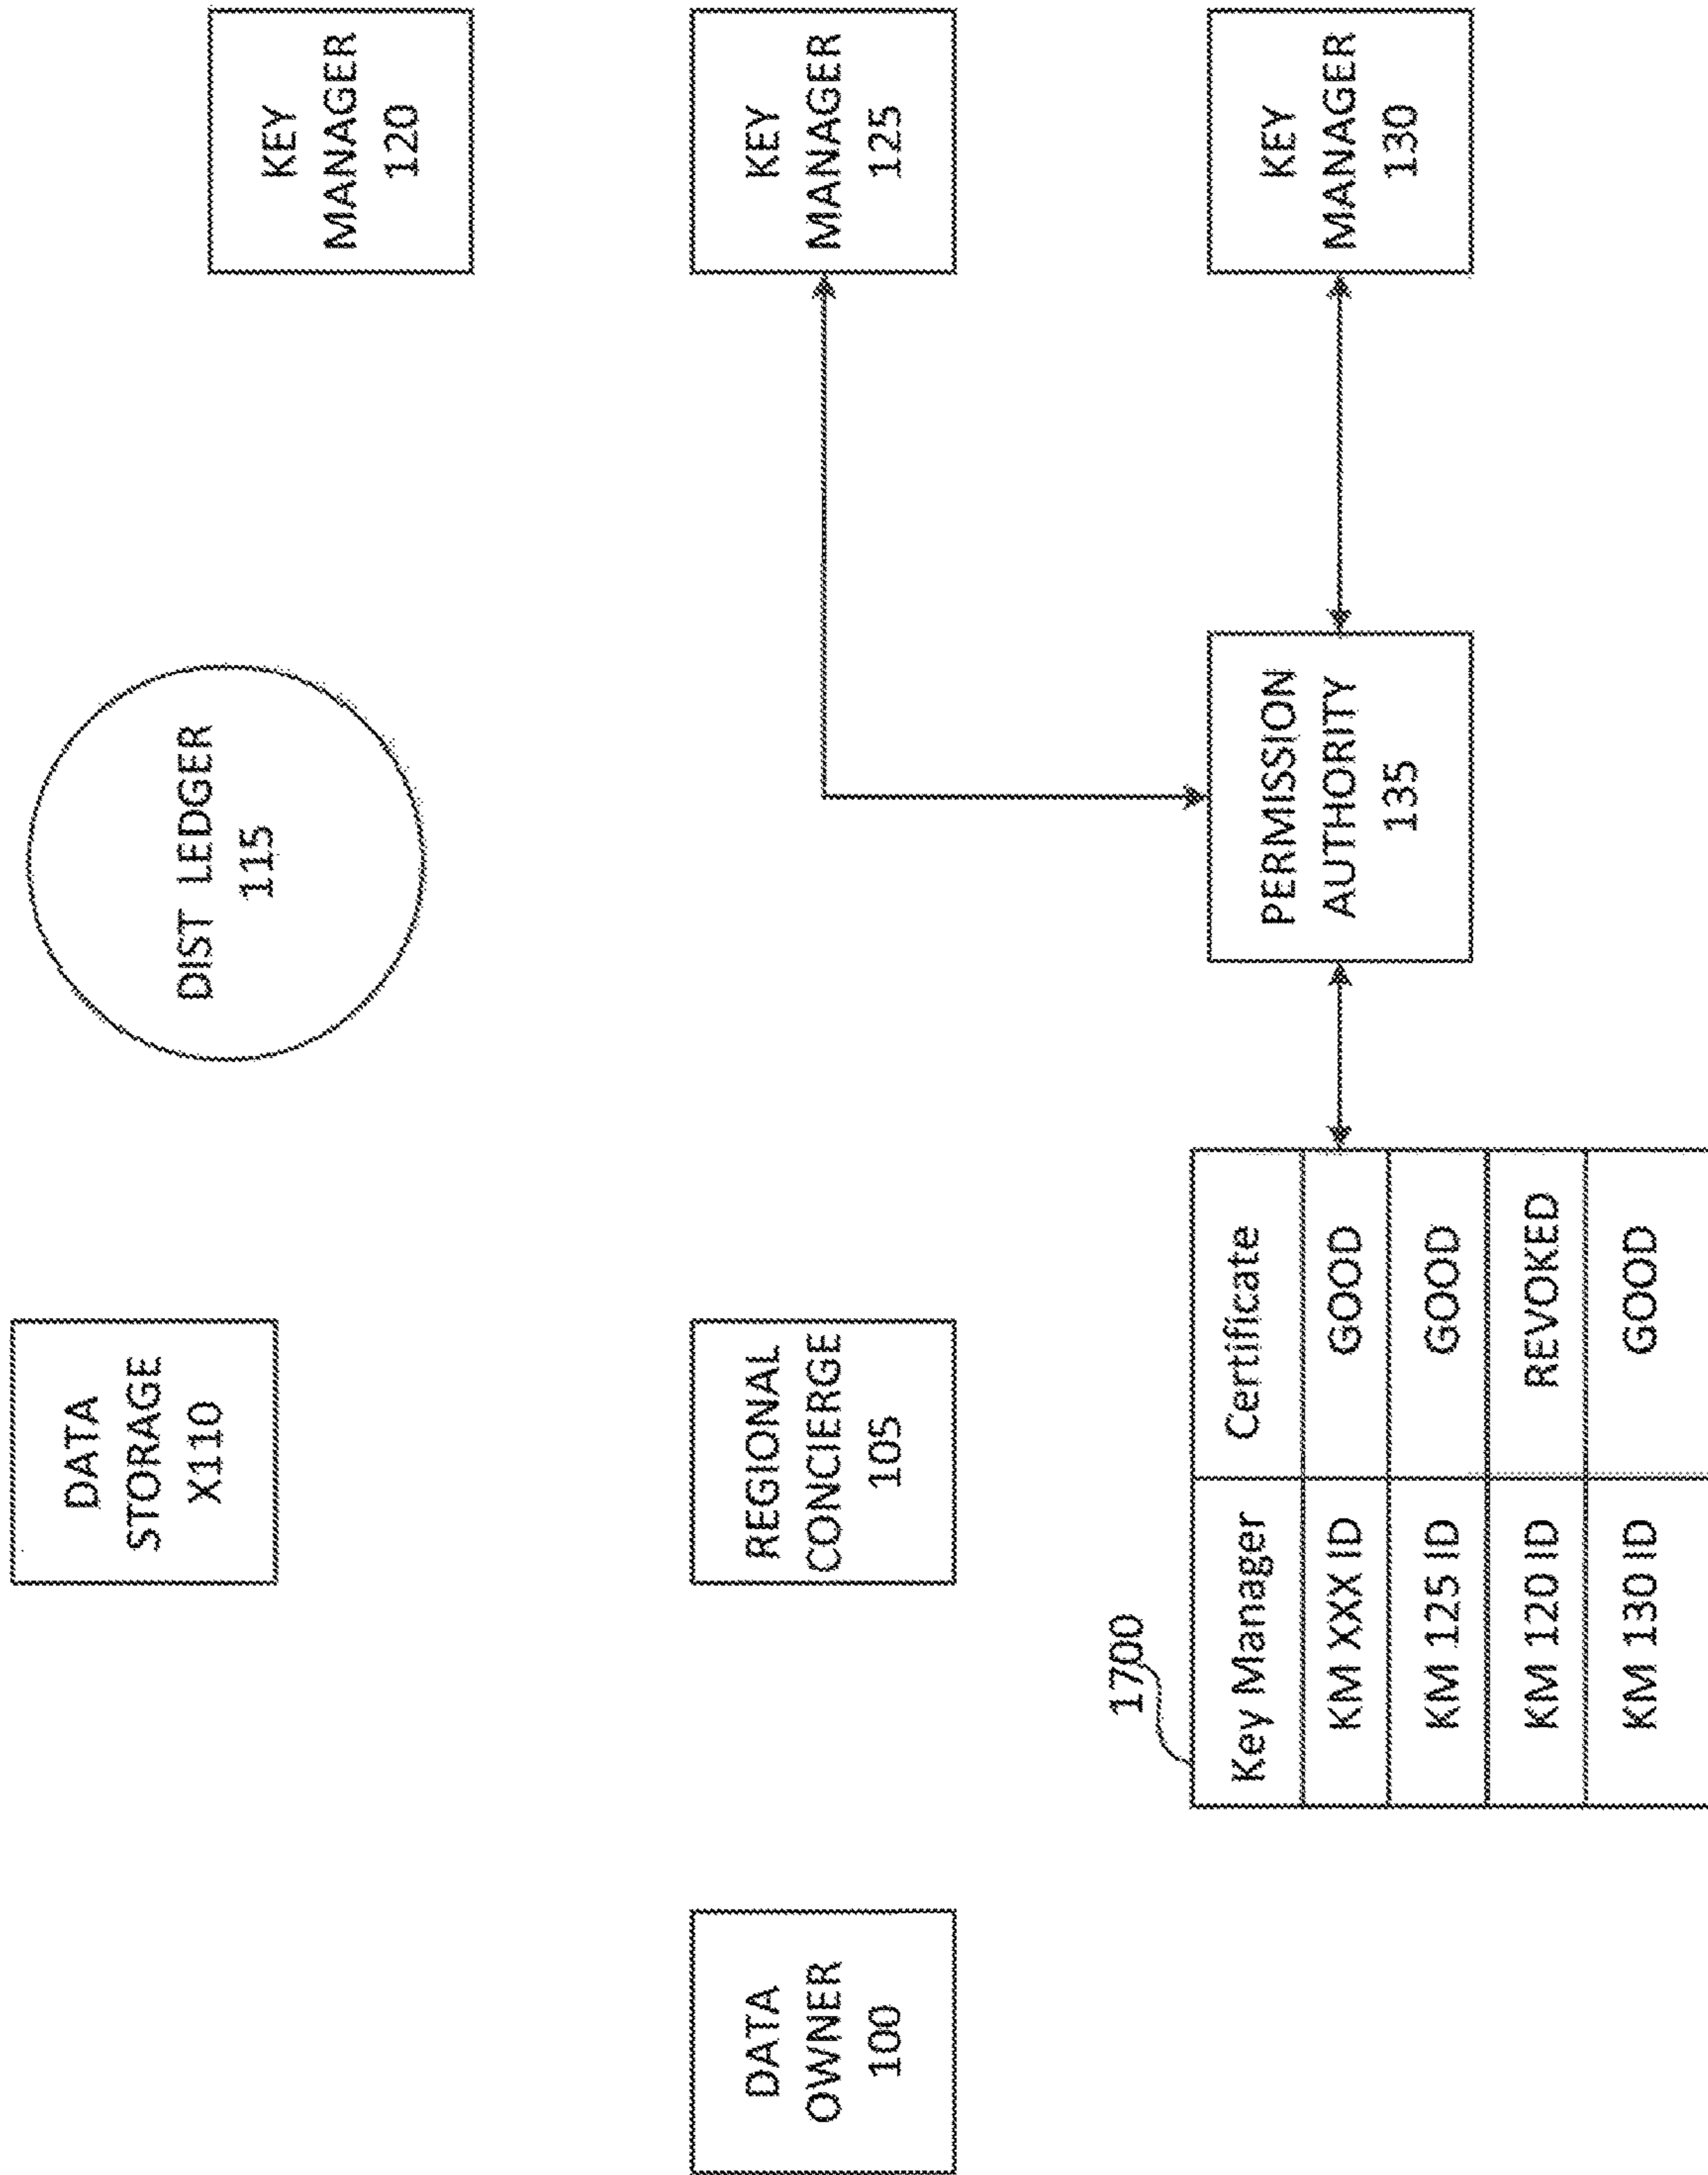 DATA
STORAGE
X110
DIST LEDGER
115
KEY
MANAGER
120
DATA
OWNER
100
REGIONAL
CONCIERGE
105
KEY
MANAGER
125
1700
Key Manager Certificate
KM XXX ID GOOD
KM 125 ID GOOD
KM 120 ID REVOKED
KM 130 ID GOOD
PERMISSION
AUTHORITY
135
KEY
MANAGER
130